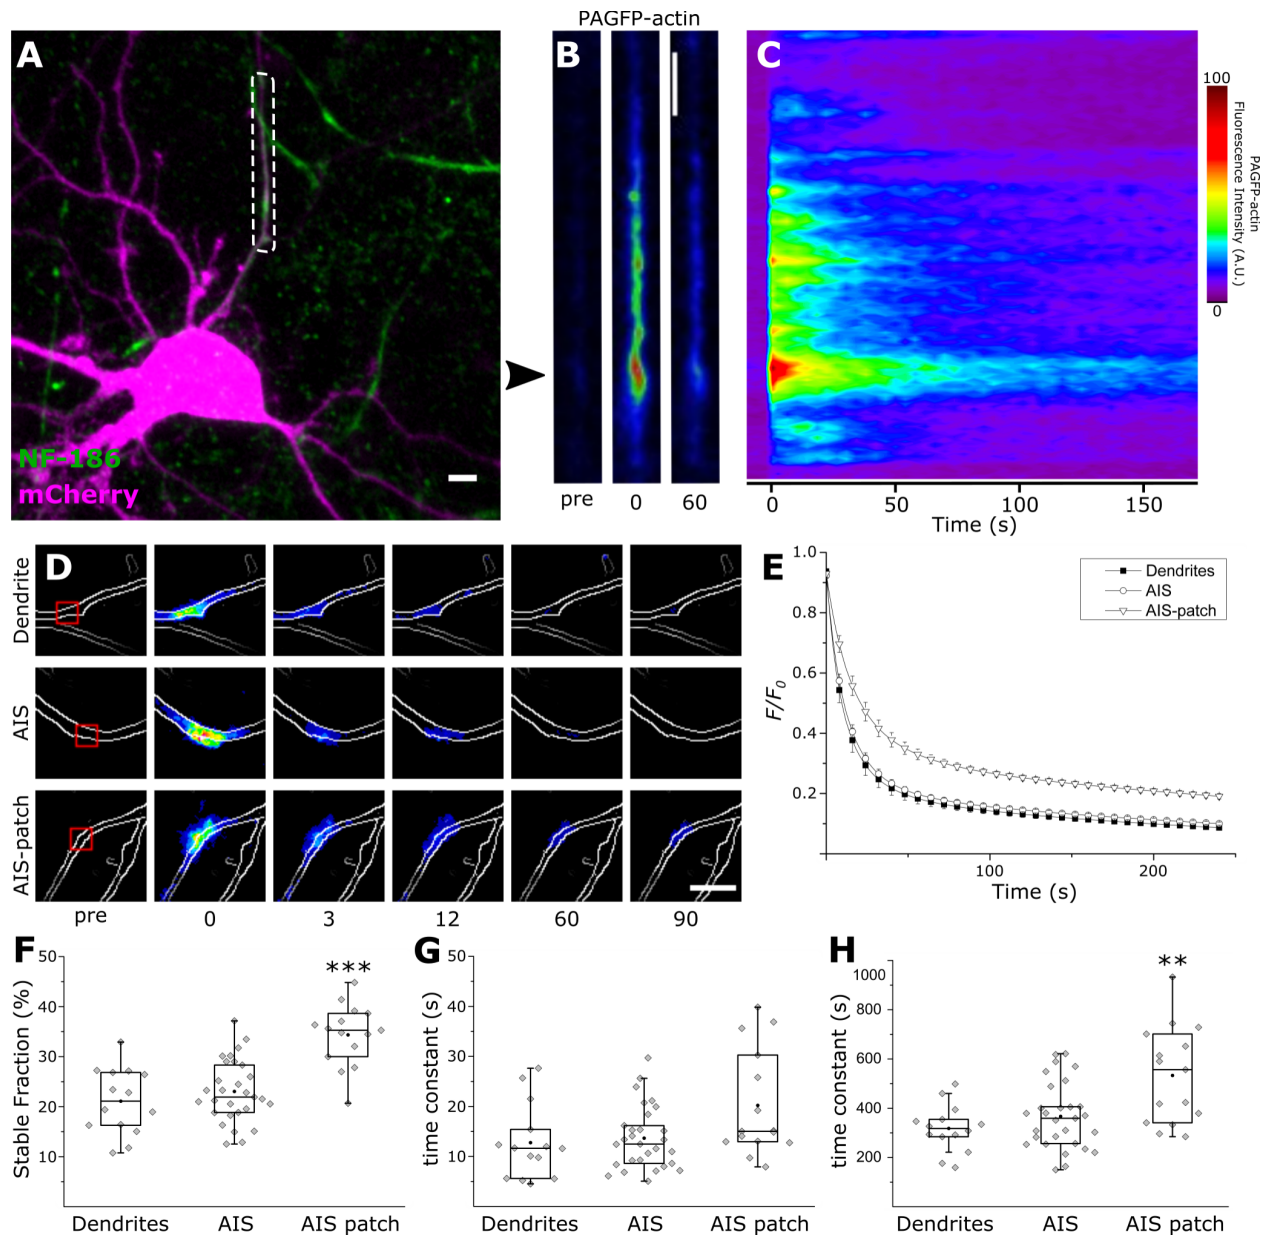 PAGFP-actin
A
B
C
NF-186
mCherry
pre
0
60
0
50
100
150
Time (s)
100
0
PAGFP-actin
Fluorescence Intensity (A.U.)
D
Dendrite
AIS
AIS-patch
pre
0
3
12
60
90
E
Dendrites
AIS
AIS-patch
1.0
0.8
0.6
0.4
0.2
F/F0
100
200
Time (s)
F
Stable Fraction (%)
50
40
30
20
10
***
Dendrites
AIS
AIS patch
G
time constant (s)
50
40
30
20
10
Dendrites
AIS
AIS patch
H
time constant (s)
1000
800
600
400
200
**
Dendrites
AIS
AIS patch